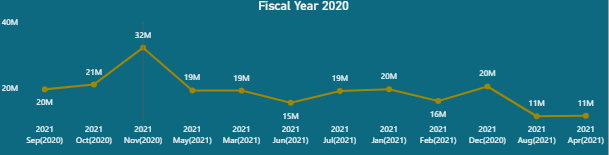 Fiscal Year 2020
40M
20M
20M
21M
32M
19M
19M
15M
19M
20M
16M
20M
11M
11M
2021 2021 2021 2021 2021 2021 2021 2021 2021 2021 2021 2021
Sep(2020) Oct(2020) Nov(2020) May(2021) Mar(2021) Jun(2021) Jul(2021) Jan(2021) Feb(2021) Dec(2020) Aug(2021) Apr(2021)